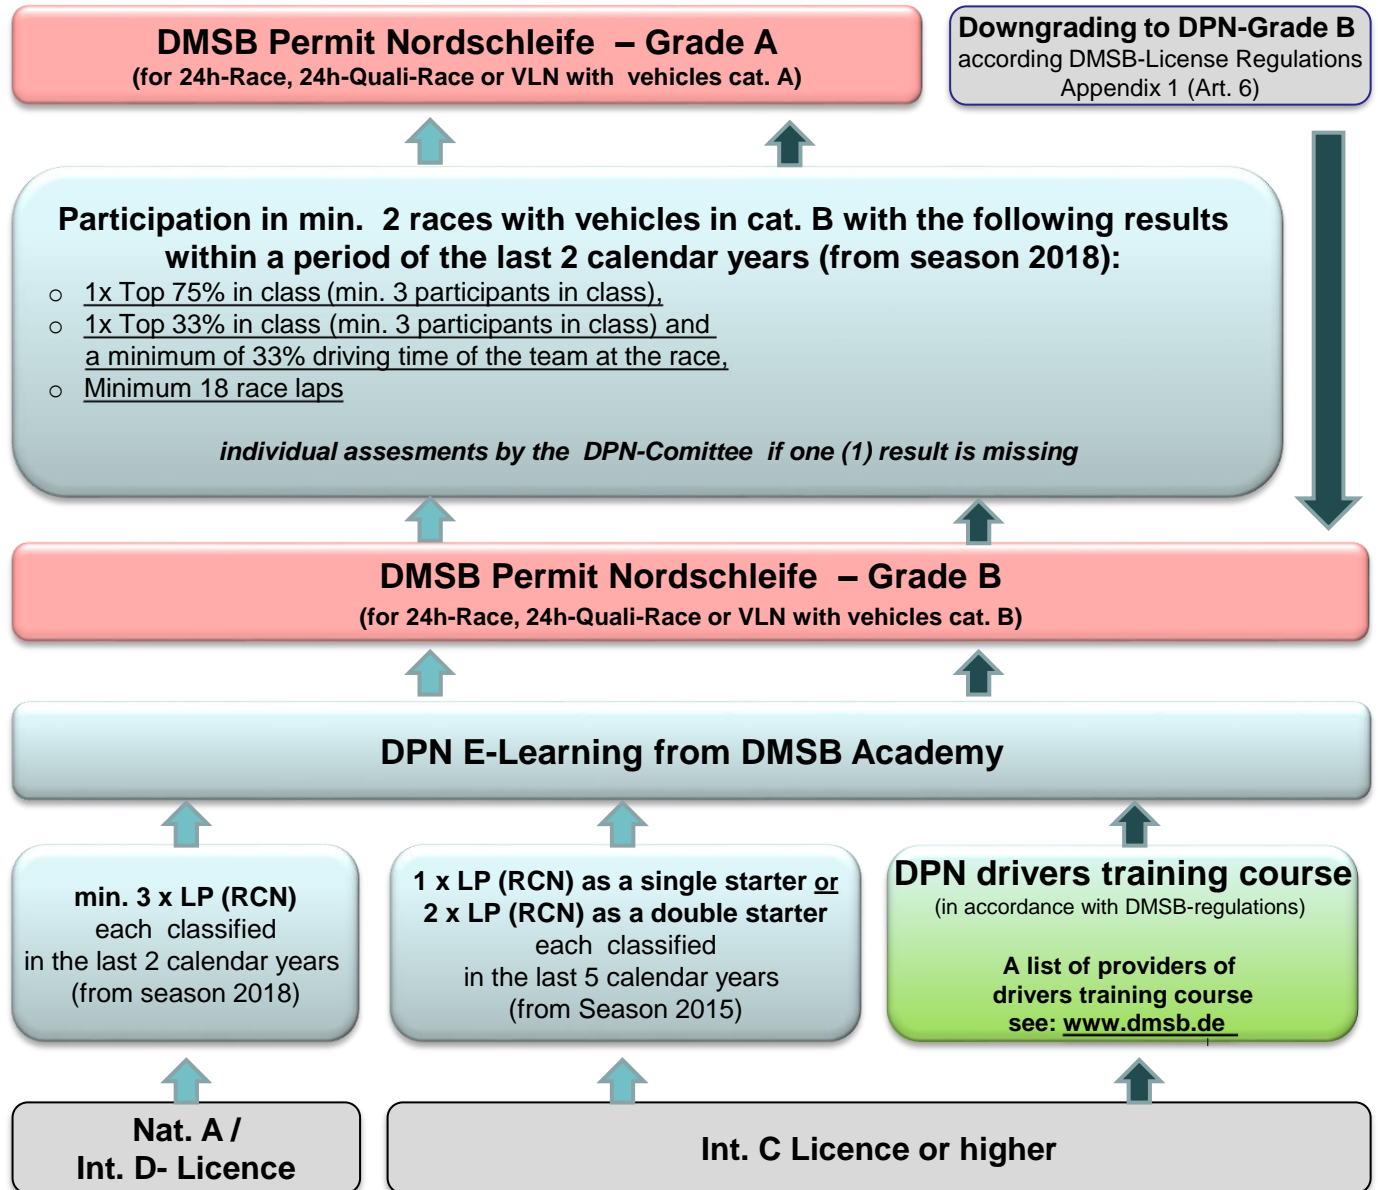 DMSB Permit Nordschleife – Grade A
(for 24h-Race, 24h-Quali-Race or VLN with vehicles cat. A)
Downgrading to DPN-Grade B
according DMSB-License Regulations
Appendix 1 (Art. 6)
Participation in min. 2 races with vehicles in cat. B with the following results
within a period of the last 2 calendar years (from season 2018):
o 1x Top 75% in class (min. 3 participants in class),
o 1x Top 33% in class (min. 3 participants in class) and
a minimum of 33% driving time of the team at the race,
o Minimum 18 race laps
individual assesments by the DPN-Comittee if one (1) result is missing
DMSB Permit Nordschleife – Grade B
(for 24h-Race, 24h-Quali-Race or VLN with vehicles cat. B)
DPN E-Learning from DMSB Academy
min. 3 x LP (RCN)
each classified
in the last 2 calendar years
(from season 2018)
1 x LP (RCN) as a single starter or
2 x LP (RCN) as a double starter
each classified
in the last 5 calendar years
(from Season 2015)
DPN drivers training course
(in accordance with DMSB-regulations)
A list of providers of
drivers training course
see: www.dmsb.de
Nat. A /
Int. D- Licence
Int. C Licence or higher